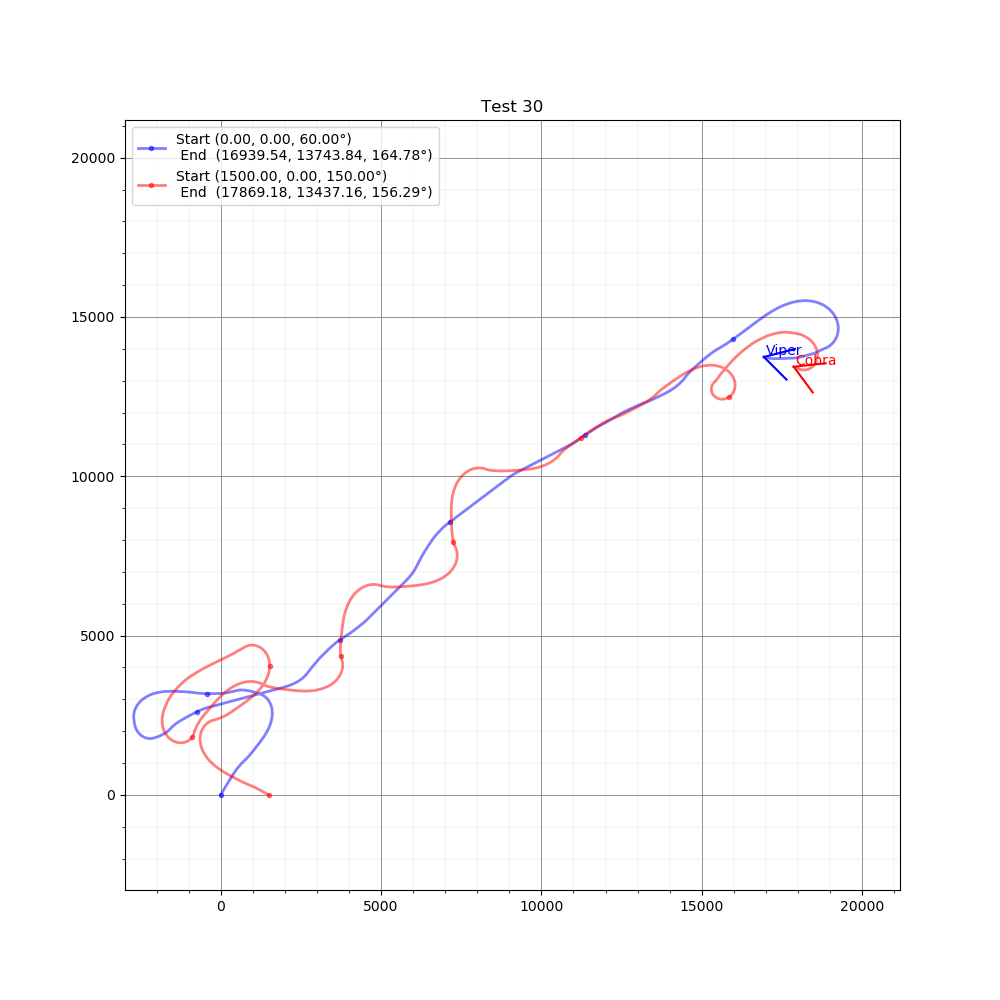 Test 30
Start (0.00, 0.00, 60.00°)
End (16939.54, 13743.84, 164.78°)
Start (1500.00, 0.00, 150.00°)
End (17869.18, 13437.16, 156.29°)
20000
15000
10000
5000
0
Viper
Cobra
0 5000 10000 15000 20000